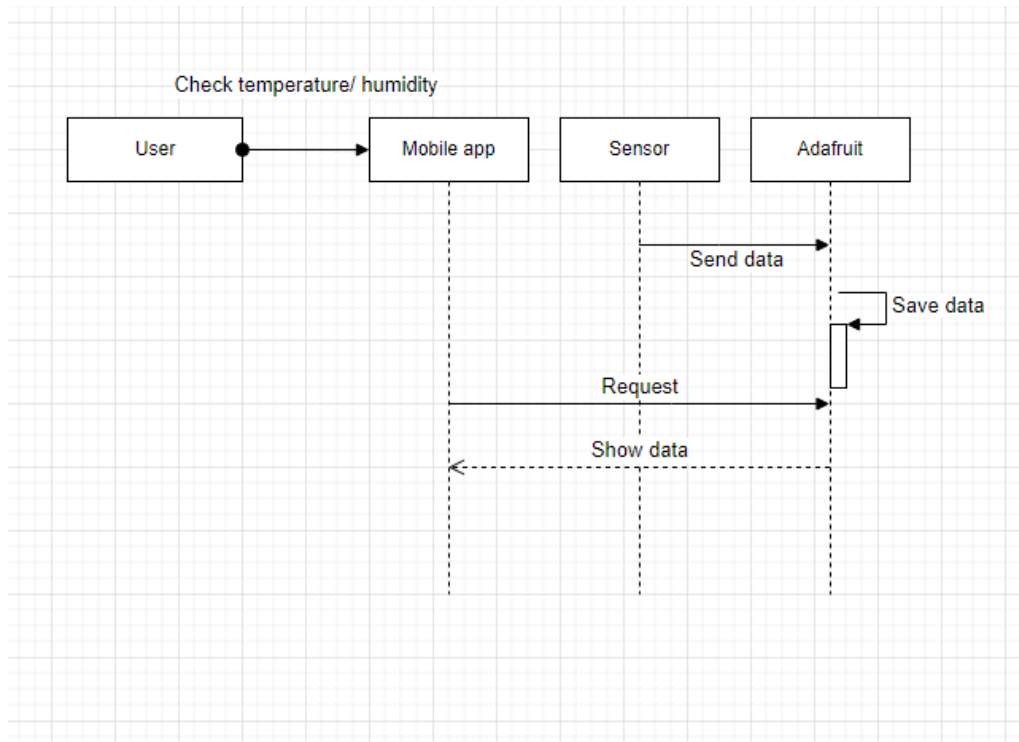 Check temperature/ humidity
User
Mobile app
Sensor
Adafruit
Send data
Save data
Request
Show data